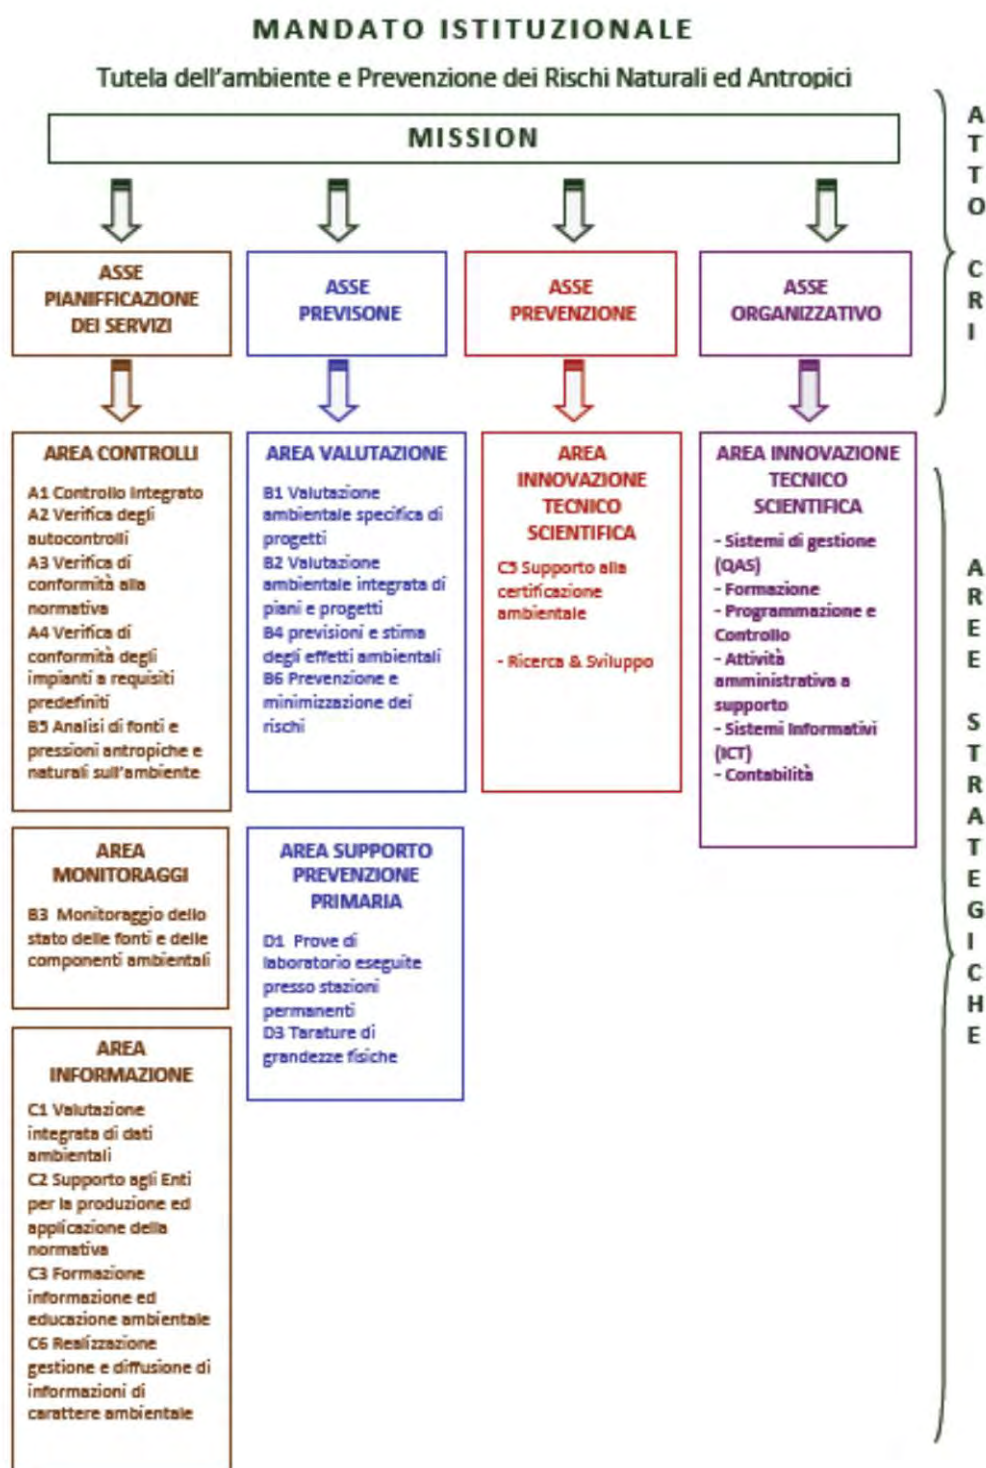 MANDATO ISTITUZIONALE
Tutela dell'ambiente e Prevenzione dei Rischi Naturali ed Antropici
MISSION
ATTO CRI
ASSE
PIANIFFICAZIONE
DEI SERVIZI
ASSE
PREVISONE
ASSE
PREVENZIONE
ASSE
ORGANIZZATIVO
AREA CONTROLLI
A1 Controllo Integrato
A2 Verifica degli
autocontrolli
A3 Verifica di
conformità alla
normativa
A4 Verifica di
conformità degli
impianti a requisiti
predefiniti
B5 Analisi di fonti e
pressioni antropiche e
naturali sull'ambiente
AREA
MONITORAGGI
B3 Monitoraggio dello
stato delle fonti e delle
componenti ambientali
AREA
INFORMAZIONE
C1 Valutazione
integrata di dati
ambientali
C2 Supporto agli Enti
per la produzione ed
applicazione della
normativa
C3 Formazione
informazione ed
educazione ambientale
C6 Realizzazione
gestione e diffusione di
informazioni di
carattere ambientale
AREA VALUTAZIONE
B1 Valutazione
ambientale specifica di
progetti
B2 Valutazione
ambientale integrata di
piani e progetti
B4 previsioni e stima
degli effetti ambientali
B6 Prevenzione e
minimizzazione dei
rischi
AREA SUPPORTO
PREVENZIONE
PRIMARIA
D1 Prove di
laboratorio eseguite
presso stazioni
permanenti
D3 Tarature di
grandezze fisiche
AREA
INNOVAZIONE
TECNICO
SCIENTIFICA
C5 Supporto alla
certificazione
ambientale
- Ricerca & Sviluppo
AREA INNOVAZIONE
TECNICO
SCIENTIFICA
- Sistemi di gestione
(QAS)
- Formazione
- Programmazione e
Controllo
- Attività
amministrativa a
supporto
- Sistemi Informativi
(ICT)
- Contabilità
AREE STRATEGICHE